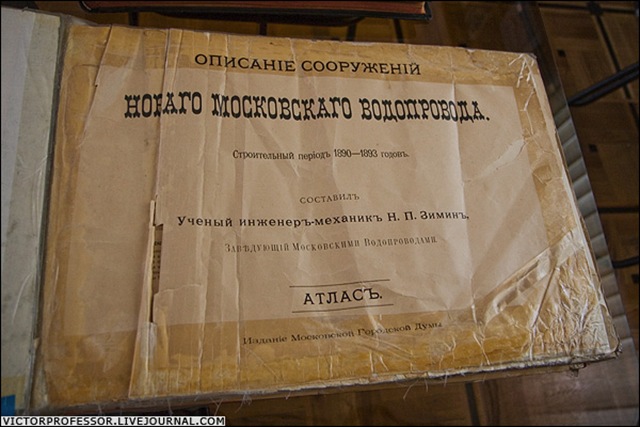 ОПИСАНІЕ СООРУЖЕНІЙ
НОВАГО МОСКОВСКАГО ВОДОПРОВОДА.
Строительный періодъ 1890—1893 годовъ.
СОСТАВИЛЪ
Ученый инженеръ-механикъ Н. П. Зиминъ,
Завѣдующій Московскими Водопроводами.
АТЛАСЪ.
Изданіе Московской Городской Думы
VICTORPROFESSOR.LIVEJOURNAL.COM